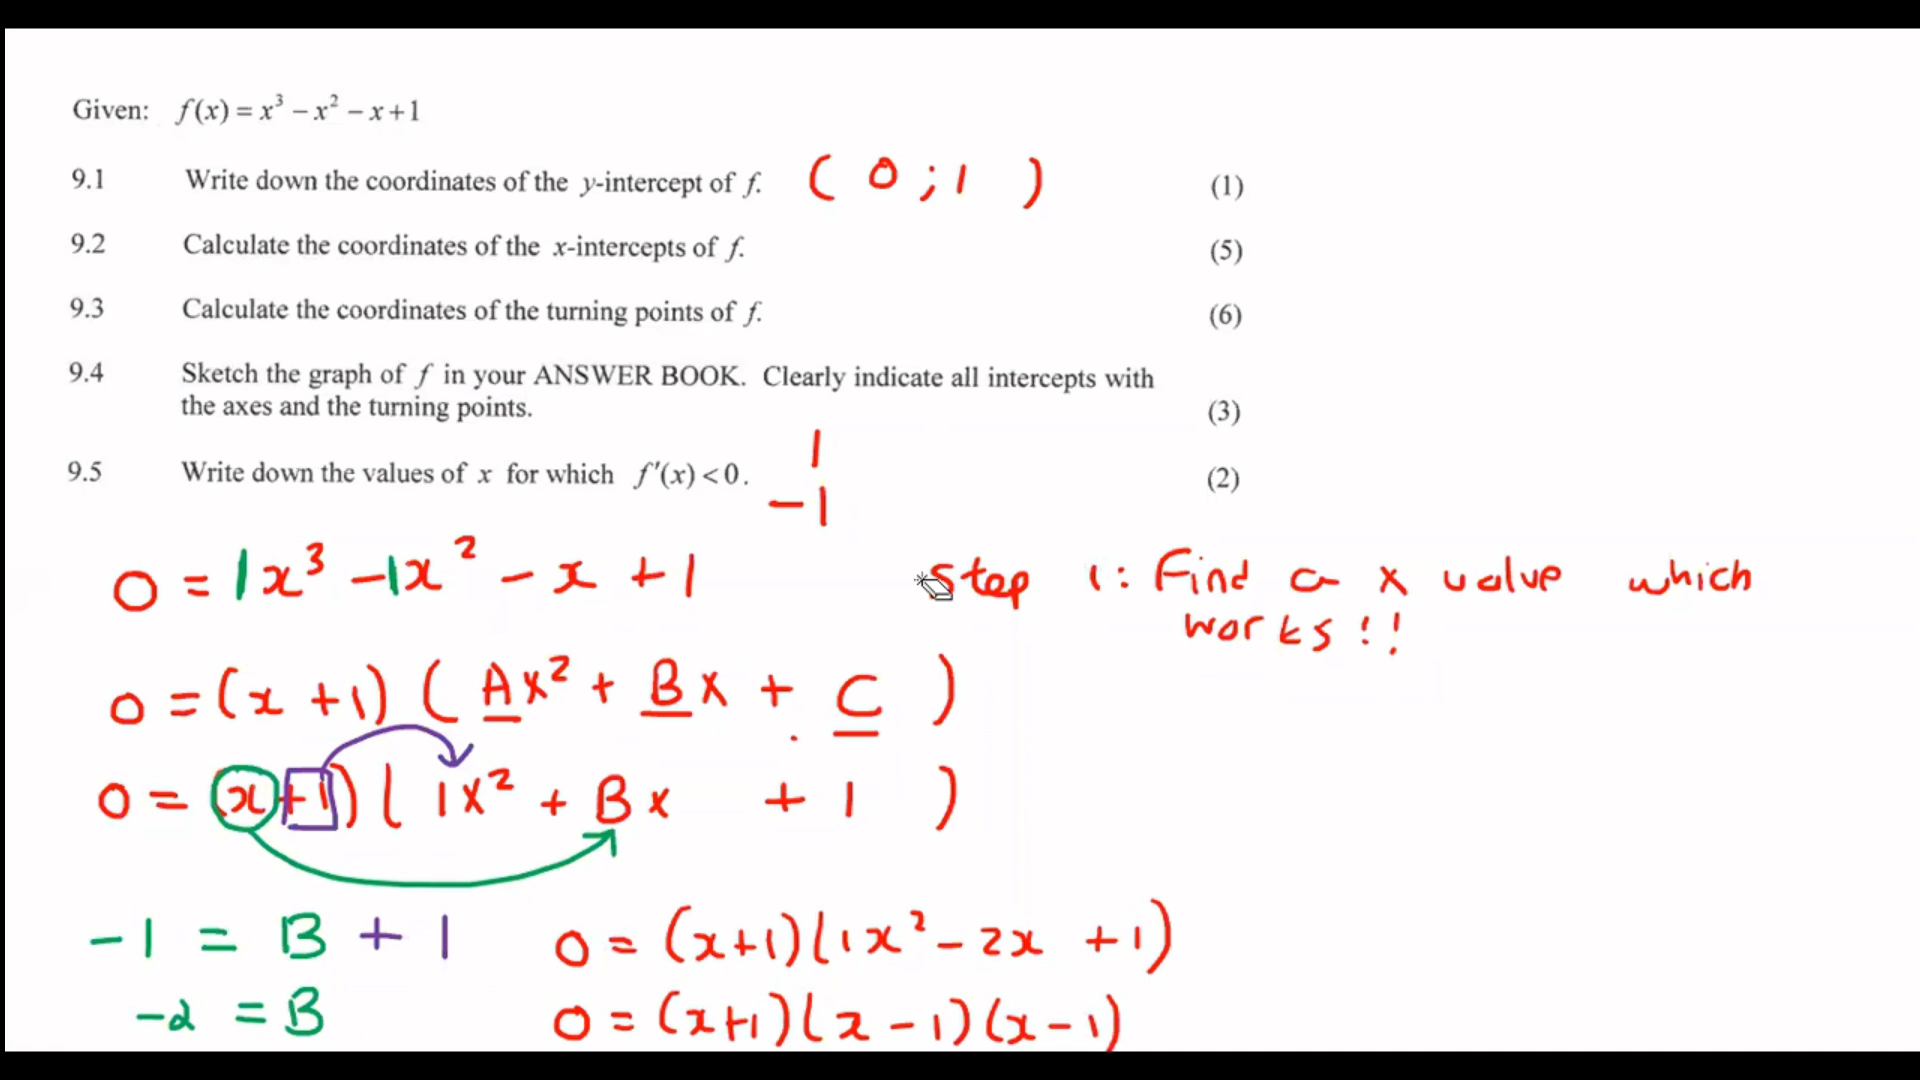 Given: f(x) = x³ − x² − x + 1
9.1 Write down the coordinates of the y-intercept of f. (0 ; 1) (1)
9.2 Calculate the coordinates of the x-intercepts of f. (5)
9.3 Calculate the coordinates of the turning points of f. (6)
9.4 Sketch the graph of f in your ANSWER BOOK. Clearly indicate all intercepts with
the axes and the turning points. (3)
1
9.5 Write down the values of x for which f′(x) < 0. (2)
−1
0 = 1x³ − 1x² − x + 1
Step 1: Find a x value which
works!!
0 = (x + 1)(Ax² + Bx + C)
0 = (x + 1)(1x² + Bx + 1)
−1 = B + 1
0 = (x+1)(1x² − 2x + 1)
−2 = B
0 = (x+1)(x − 1)(x − 1)